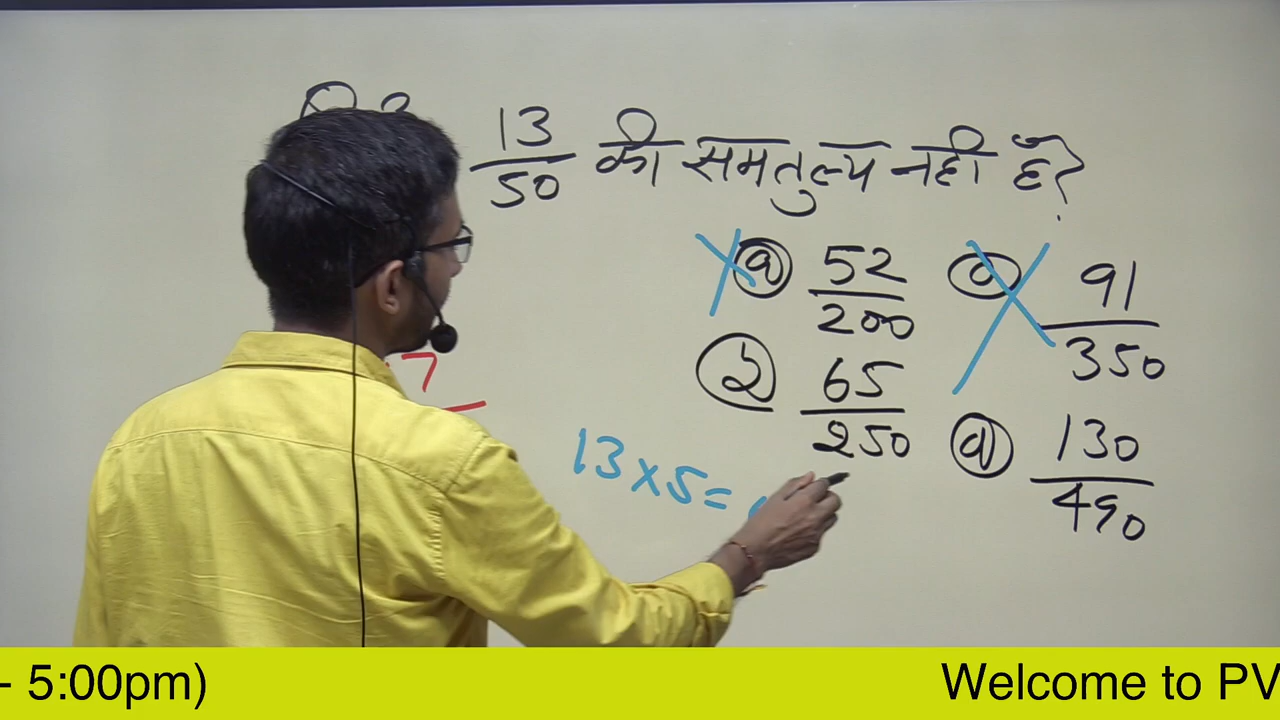 13/50 की समतुल्य नहीं है?
(a) 52/200 (c) 91/350
(b) 65/250 (d) 130/490
7
13×5=
- 5:00pm) Welcome to PV